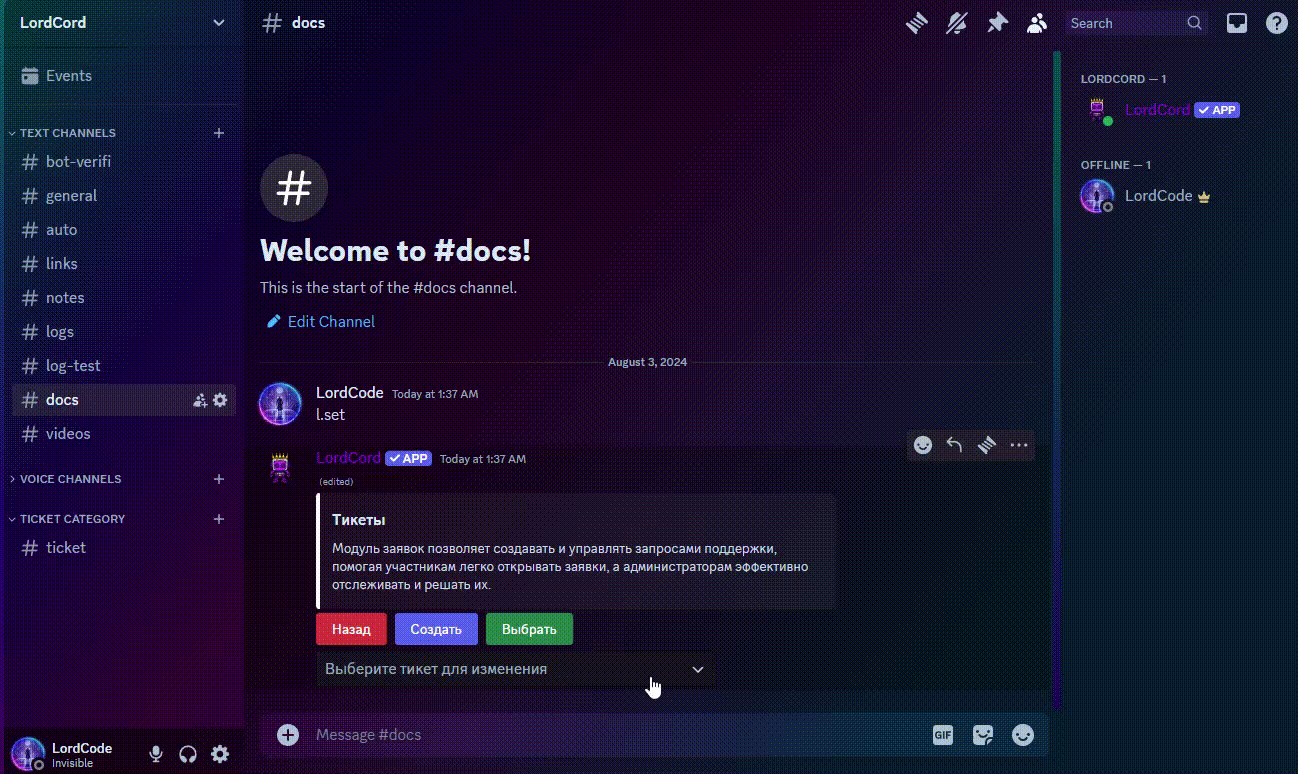 LordCord
Events
TEXT CHANNELS
bot-verifi
general
auto
links
notes
logs
log-test
docs
videos
VOICE CHANNELS
TICKET CATEGORY
ticket
LordCode
Invisible
docs
Search
Welcome to #docs!
This is the start of the #docs channel.
Edit Channel
August 3, 2024
LordCode Today at 1:37 AM
l.set
LordCord APP Today at 1:37 AM
(edited)
Тикеты
Модуль заявок позволяет создавать и управлять запросами поддержки,
помогая участникам легко открывать заявки, а администраторам эффективно
отслеживать и решать их.
Назад Создать Выбрать
Выберите тикет для изменения
Message #docs
GIF
LORDCORD — 1
LordCord APP
OFFLINE — 1
LordCode